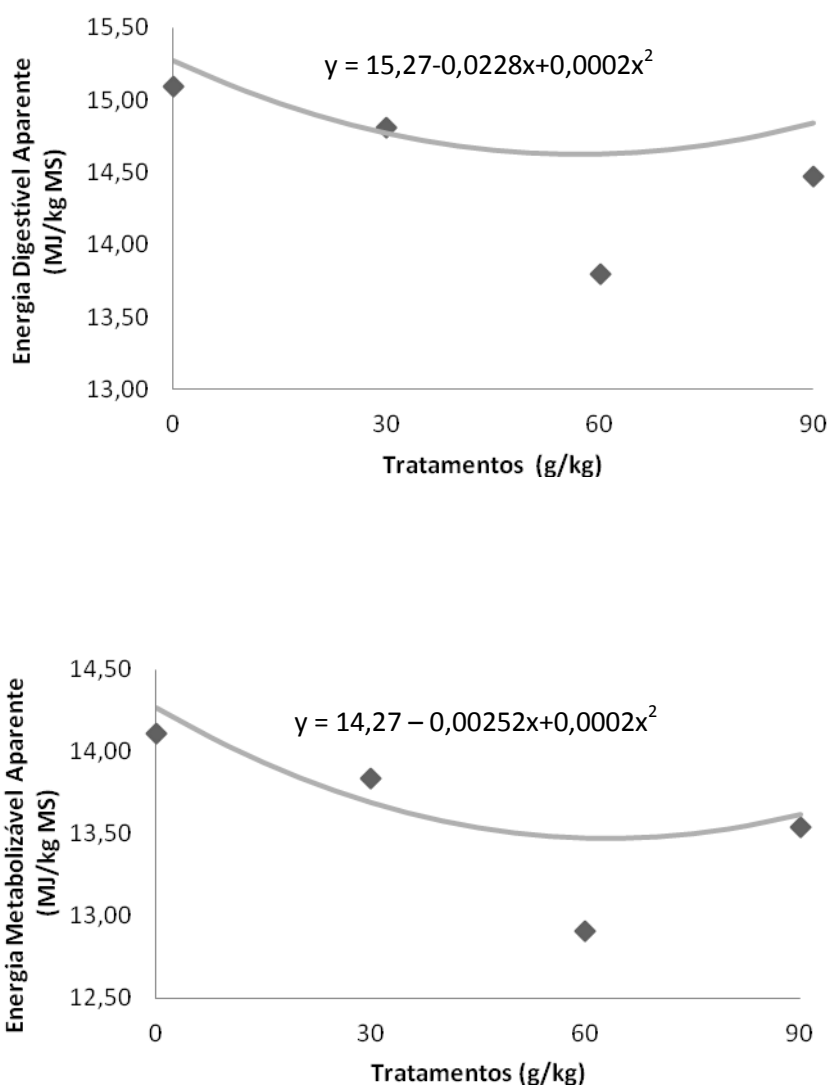 Energia Digestível Aparente
(MJ/kg MS)
15,50
15,00
14,50
14,00
13,50
13,00
y = 15,27-0,0228x+0,0002x²
0 30 60 90
Tratamentos (g/kg)
Energia Metabolizável Aparente
(MJ/kg MS)
14,50
14,00
13,50
13,00
12,50
y = 14,27 – 0,00252x+0,0002x²
0 30 60 90
Tratamentos (g/kg)